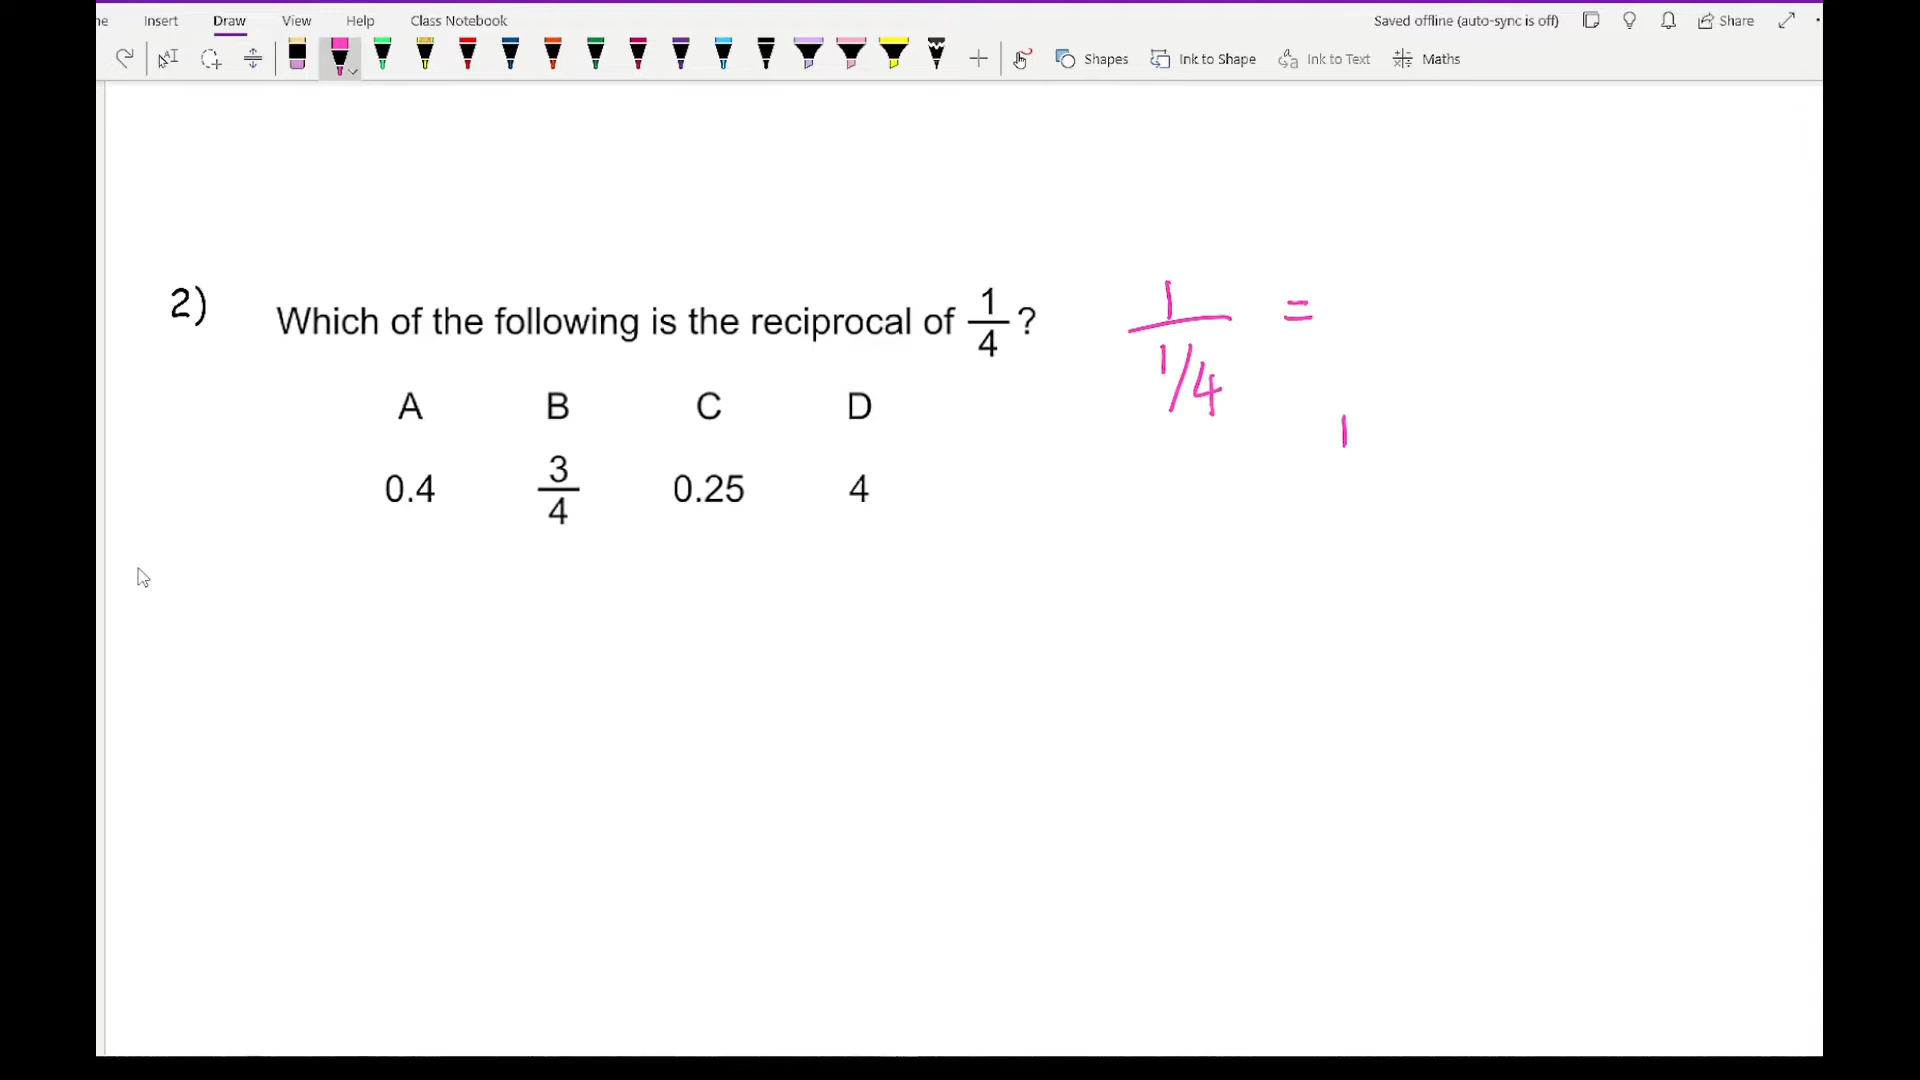 ne Insert Draw View Help Class Notebook Saved offline (auto-sync is off) Share
Shapes Ink to Shape Ink to Text Maths
2) Which of the following is the reciprocal of 1/4 ?
A B C D
0.4 3/4 0.25 4
1
1/4
=
1